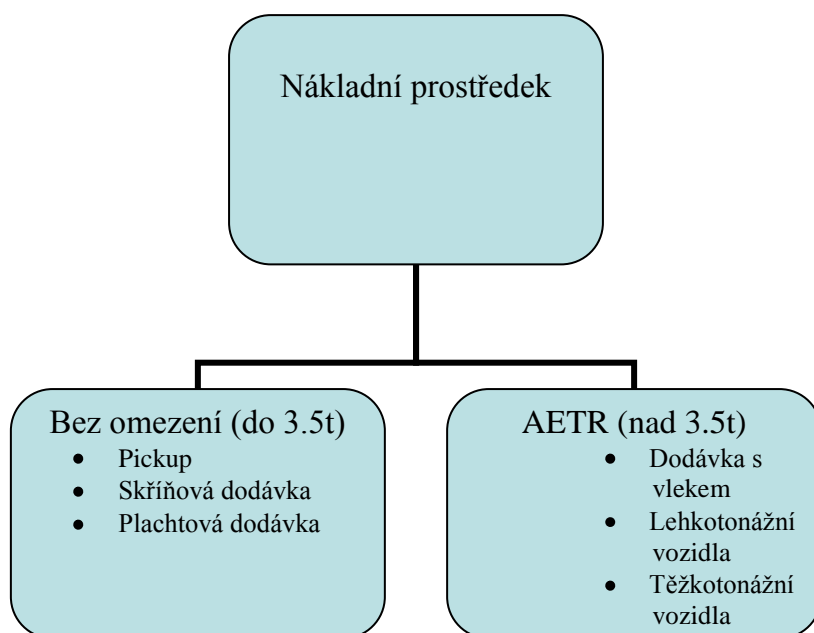 Nákladní prostředek
Bez omezení (do 3.5t)
• Pickup
• Skříňová dodávka
• Plachtová dodávka
AETR (nad 3.5t)
• Dodávka s
vlekem
• Lehkotonážní
vozidla
• Těžkotonážní
vozidla